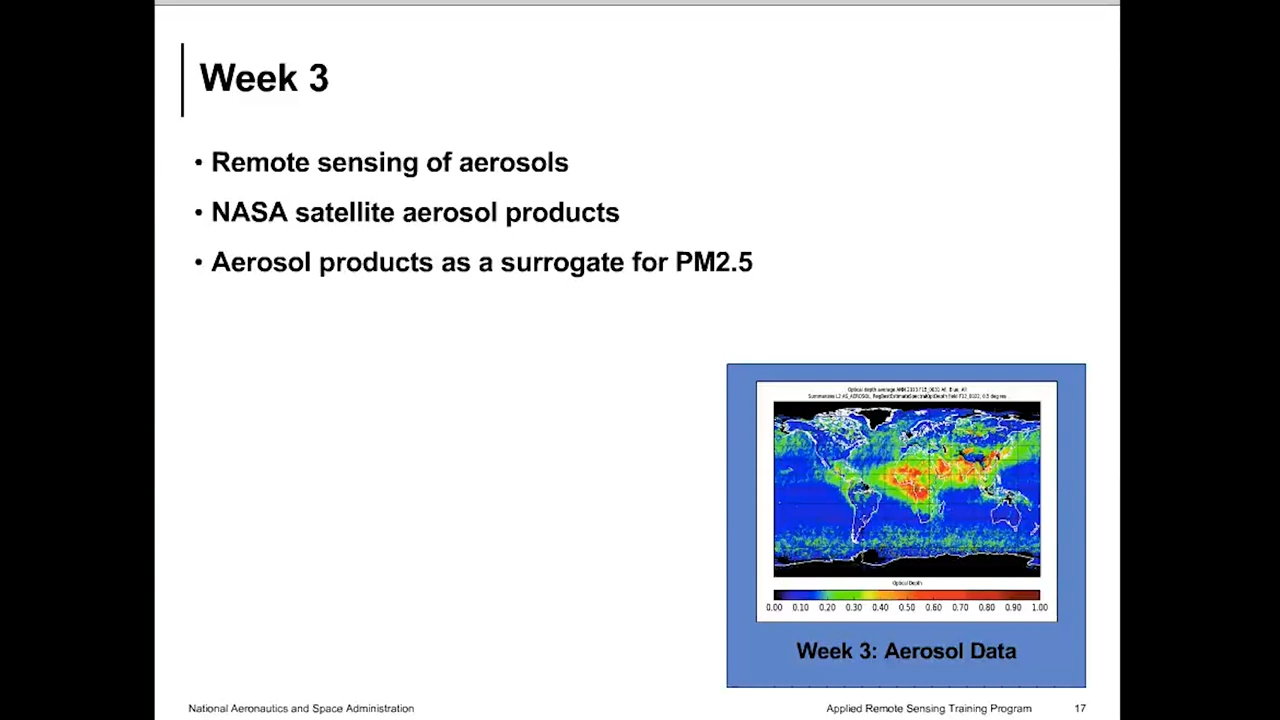 Week 3
• Remote sensing of aerosols
• NASA satellite aerosol products
• Aerosol products as a surrogate for PM2.5
Optical Depth
0.00 0.10 0.20 0.30 0.40 0.50 0.60 0.70 0.80 0.90 1.00
Week 3: Aerosol Data
National Aeronautics and Space Administration
Applied Remote Sensing Training Program 17